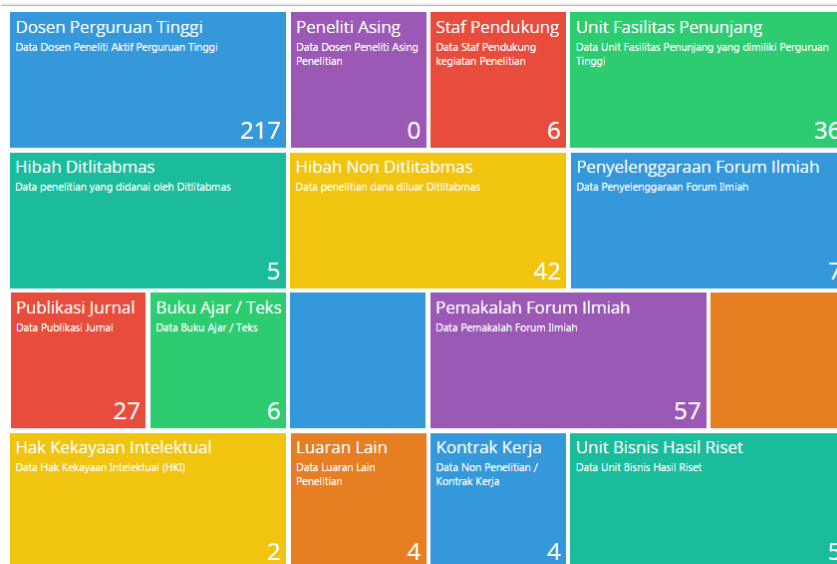 Dosen Perguruan Tinggi
Data Dosen Peneliti Aktif Perguruan Tinggi
217
Peneliti Asing
Data Dosen Peneliti Asing
Penelitian
0
Staf Pendukung
Data Staf Pendukung
kegiatan Penelitian
6
Unit Fasilitas Penunjang
Data Unit Fasilitas Penunjang yang dimiliki Perguruan
Tinggi
36
Hibah Ditlitabmas
Data penelitian yang didanai oleh Ditlitabmas
5
Hibah Non Ditlitabmas
Data penelitian dana diluar Ditlitabmas
42
Penyelenggaraan Forum Ilmiah
Data Penyelenggaraan Forum Ilmiah
7
Publikasi Jurnal
Data Publikasi Jurnal
27
Buku Ajar / Teks
Data Buku Ajar / Teks
6
Pemakalah Forum Ilmiah
Data Pemakalah Forum Ilmiah
57
Hak Kekayaan Intelektual
Data Hak Kekayaan Intelektual (HKI)
2
Luaran Lain
Data Luaran Lain
Penelitian
4
Kontrak Kerja
Data Non Penelitian /
Kontrak Kerja
4
Unit Bisnis Hasil Riset
Data Unit Bisnis Hasil Riset
5